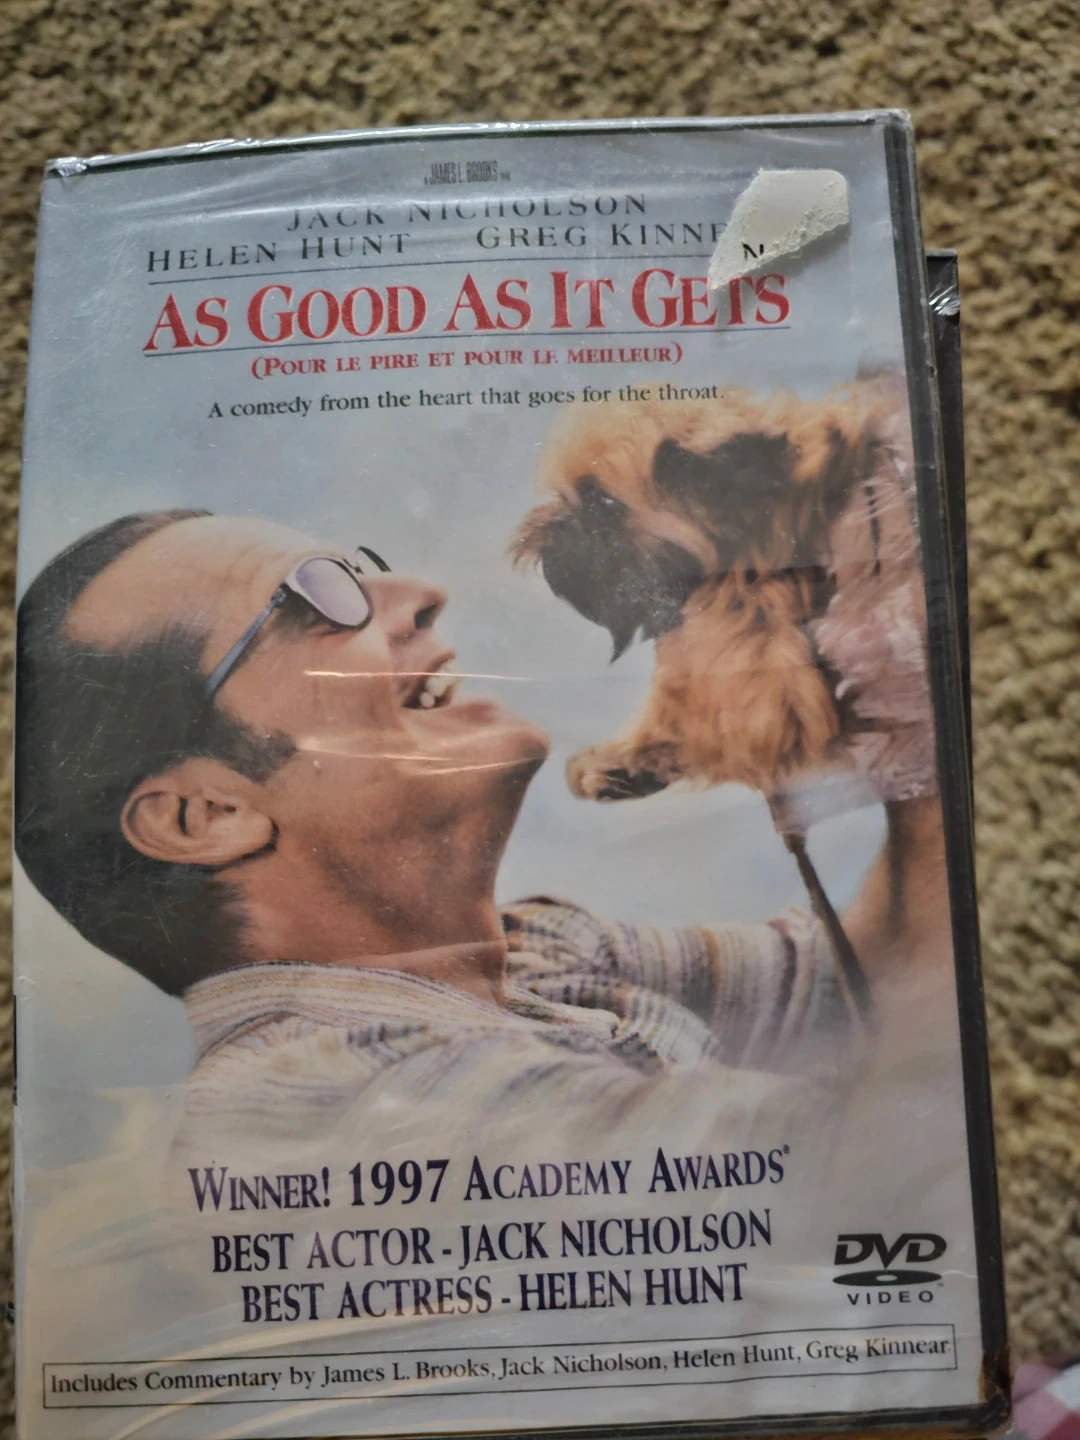 A JAMES L. BROOKS FILM
JACK NICHOLSON
HELEN HUNT GREG KINNE
AS GOOD AS IT GETS
(POUR LE PIRE ET POUR LE MEILLEUR)
A comedy from the heart that goes for the throat.
WINNER! 1997 ACADEMY AWARDS®
BEST ACTOR - JACK NICHOLSON
BEST ACTRESS - HELEN HUNT
DVD
VIDEO
Includes Commentary by James L. Brooks, Jack Nicholson, Helen Hunt, Greg Kinnear